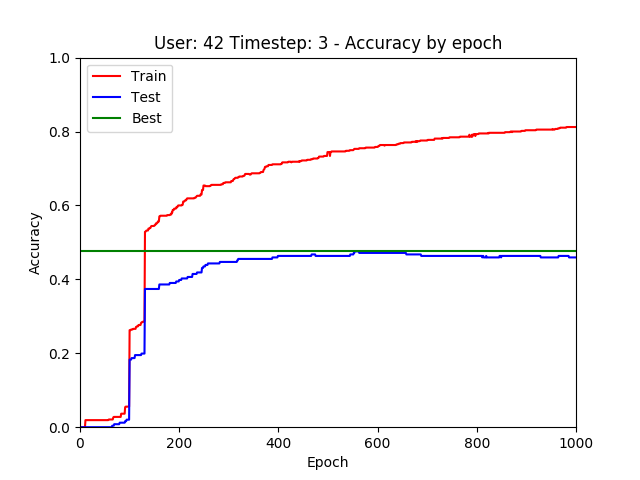 User: 42 Timestep: 3 - Accuracy by epoch
1.0
0.8
0.6
0.4
0.2
0.0
Accuracy
Train
Test
Best
0 200 400 600 800 1000
Epoch